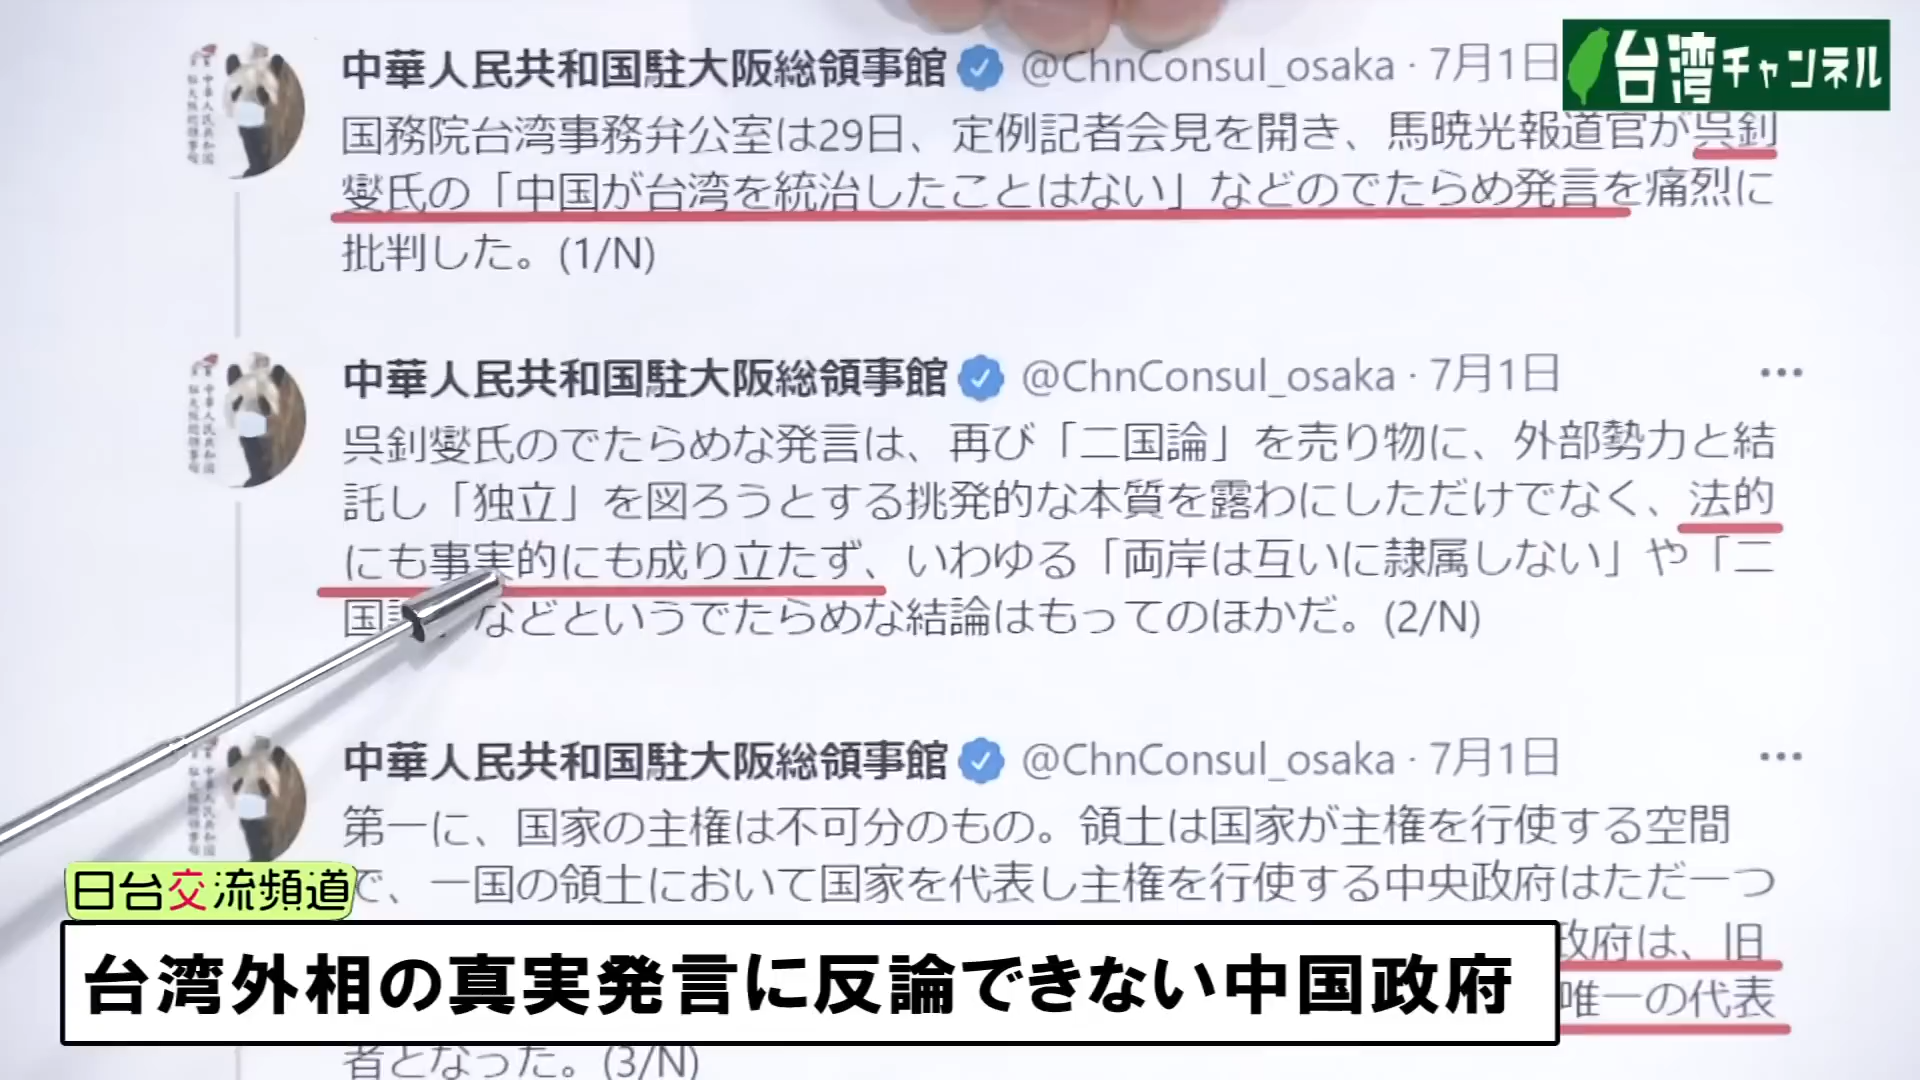 台湾チャンネル
中華人民共和国駐大阪総領事館 @ChnConsul_osaka · 7月1日
国務院台湾事務弁公室は29日、定例記者会見を開き、馬暁光報道官が呉釗
燮氏の「中国が台湾を統治したことはない」などのでたらめ発言を痛烈に
批判した。(1/N)
中華人民共和国駐大阪総領事館 @ChnConsul_osaka · 7月1日
呉釗燮氏のでたらめな発言は、再び「二国論」を売り物に、外部勢力と結
託し「独立」を図ろうとする挑発的な本質を露わにしただけでなく、法的
にも事実的にも成り立たず、いわゆる「両岸は互いに隷属しない」や「二
国論」などというでたらめな結論はもってのほかだ。(2/N)
中華人民共和国駐大阪総領事館 @ChnConsul_osaka · 7月1日
第一に、国家の主権は不可分のもの。領土は国家が主権を行使する空間
で、一国の領土において国家を代表し主権を行使する中央政府はただ一つ
政府は、旧
唯一の代表
者となった。(3/N)
日台交流頻道
台湾外相の真実発言に反論できない中国政府